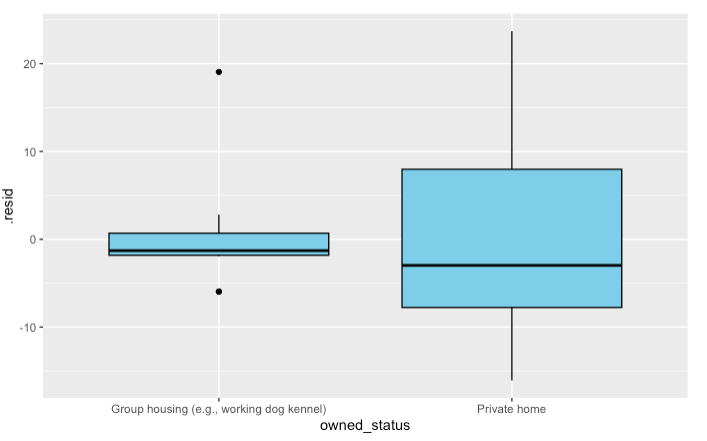 20
10
0
-10
.resid
Group housing (e.g., working dog kennel)
Private home
owned_status